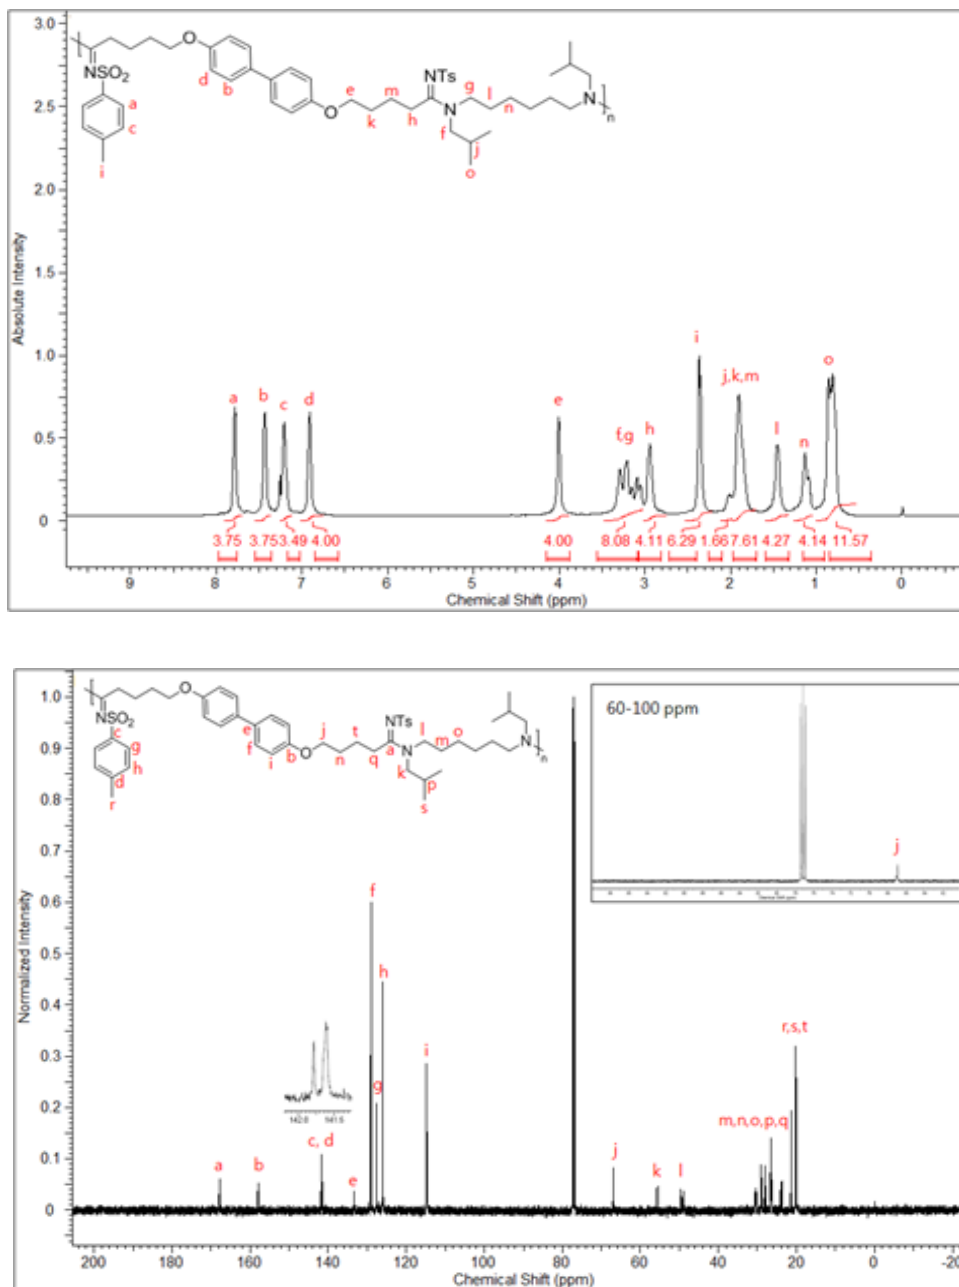 3.0
2.5
2.0
1.5
1.0
0.5
0
Absolute Intensity
O
NSO2
d
b
a
c
i
O
e
k
m
h
NTs
N
g
l
n
f
j
o
N
n
a
b
c
d
e
f,g
h
i
j,k,m
l
n
o
3.75
3.75
3.49
4.00
4.00
8.08
4.11
6.29
1.66
7.61
4.27
4.14
11.57
9
8
7
6
5
4
3
2
1
0
Chemical Shift (ppm)
1.0
0.9
0.8
0.7
0.6
0.5
0.4
0.3
0.2
0.1
0
Normalized Intensity
O
NSO2
c
g
h
d
r
e
f
i
b
O
j
n
t
q
NTs
a
N
l
m
o
k
p
s
N
n
60-100 ppm
j
f
h
g
i
142.0
141.5
a
b
c, d
e
j
k
l
m,n,o,p,q
r,s,t
200
180
160
140
120
100
80
60
40
20
0
-20
Chemical Shift (ppm)